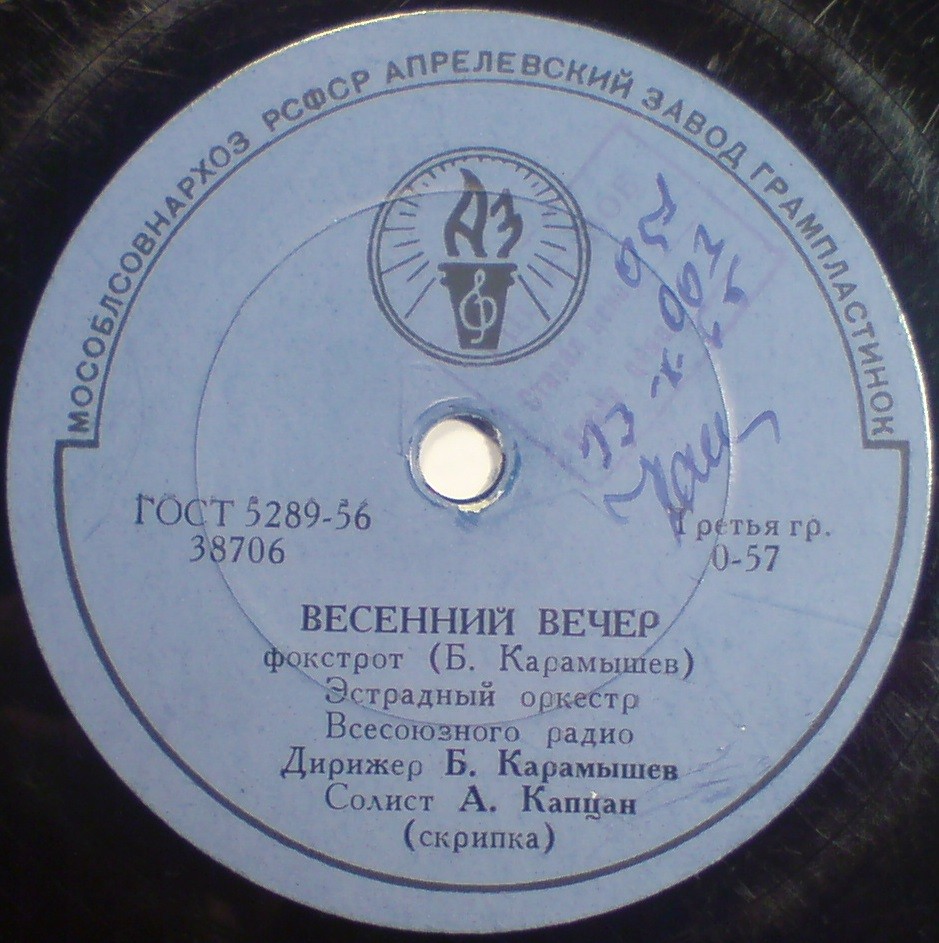 МОСОБЛСОВНАРХОЗ РСФСР АПРЕЛЕВСКИЙ ЗАВОД ГРАМПЛАСТИНОК
АЗ
ГОСТ 5289-56
38706
Третья гр.
0-57
ВЕСЕННИЙ ВЕЧЕР
фокстрот (Б. Карамышев)
Эстрадный оркестр
Всесоюзного радио
Дирижер Б. Карамышев
Солист А. Капцан
(скрипка)